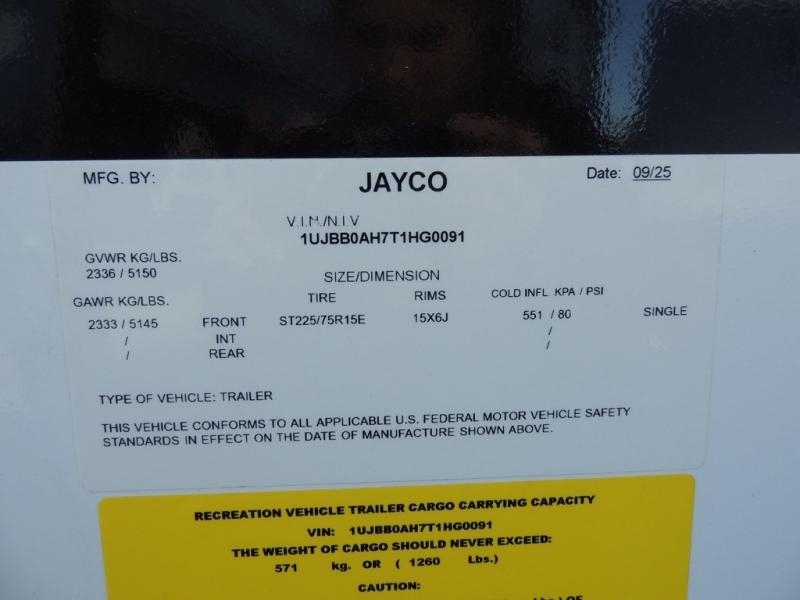 MFG. BY: JAYCO Date: 09/25
V.I.N./N.I.V
1UJBB0AH7T1HG0091
GVWR KG/LBS.
2336 / 5150
SIZE/DIMENSION
GAWR KG/LBS. TIRE RIMS COLD INFL. KPA / PSI
2333 / 5145 FRONT ST225/75R15E 15X6J 551 / 80 SINGLE
/ INT /
/ REAR /
TYPE OF VEHICLE: TRAILER
THIS VEHICLE CONFORMS TO ALL APPLICABLE U.S. FEDERAL MOTOR VEHICLE SAFETY
STANDARDS IN EFFECT ON THE DATE OF MANUFACTURE SHOWN ABOVE.
RECREATION VEHICLE TRAILER CARGO CARRYING CAPACITY
VIN: 1UJBB0AH7T1HG0091
THE WEIGHT OF CARGO SHOULD NEVER EXCEED:
571 kg. OR ( 1260 Lbs.)
CAUTION: